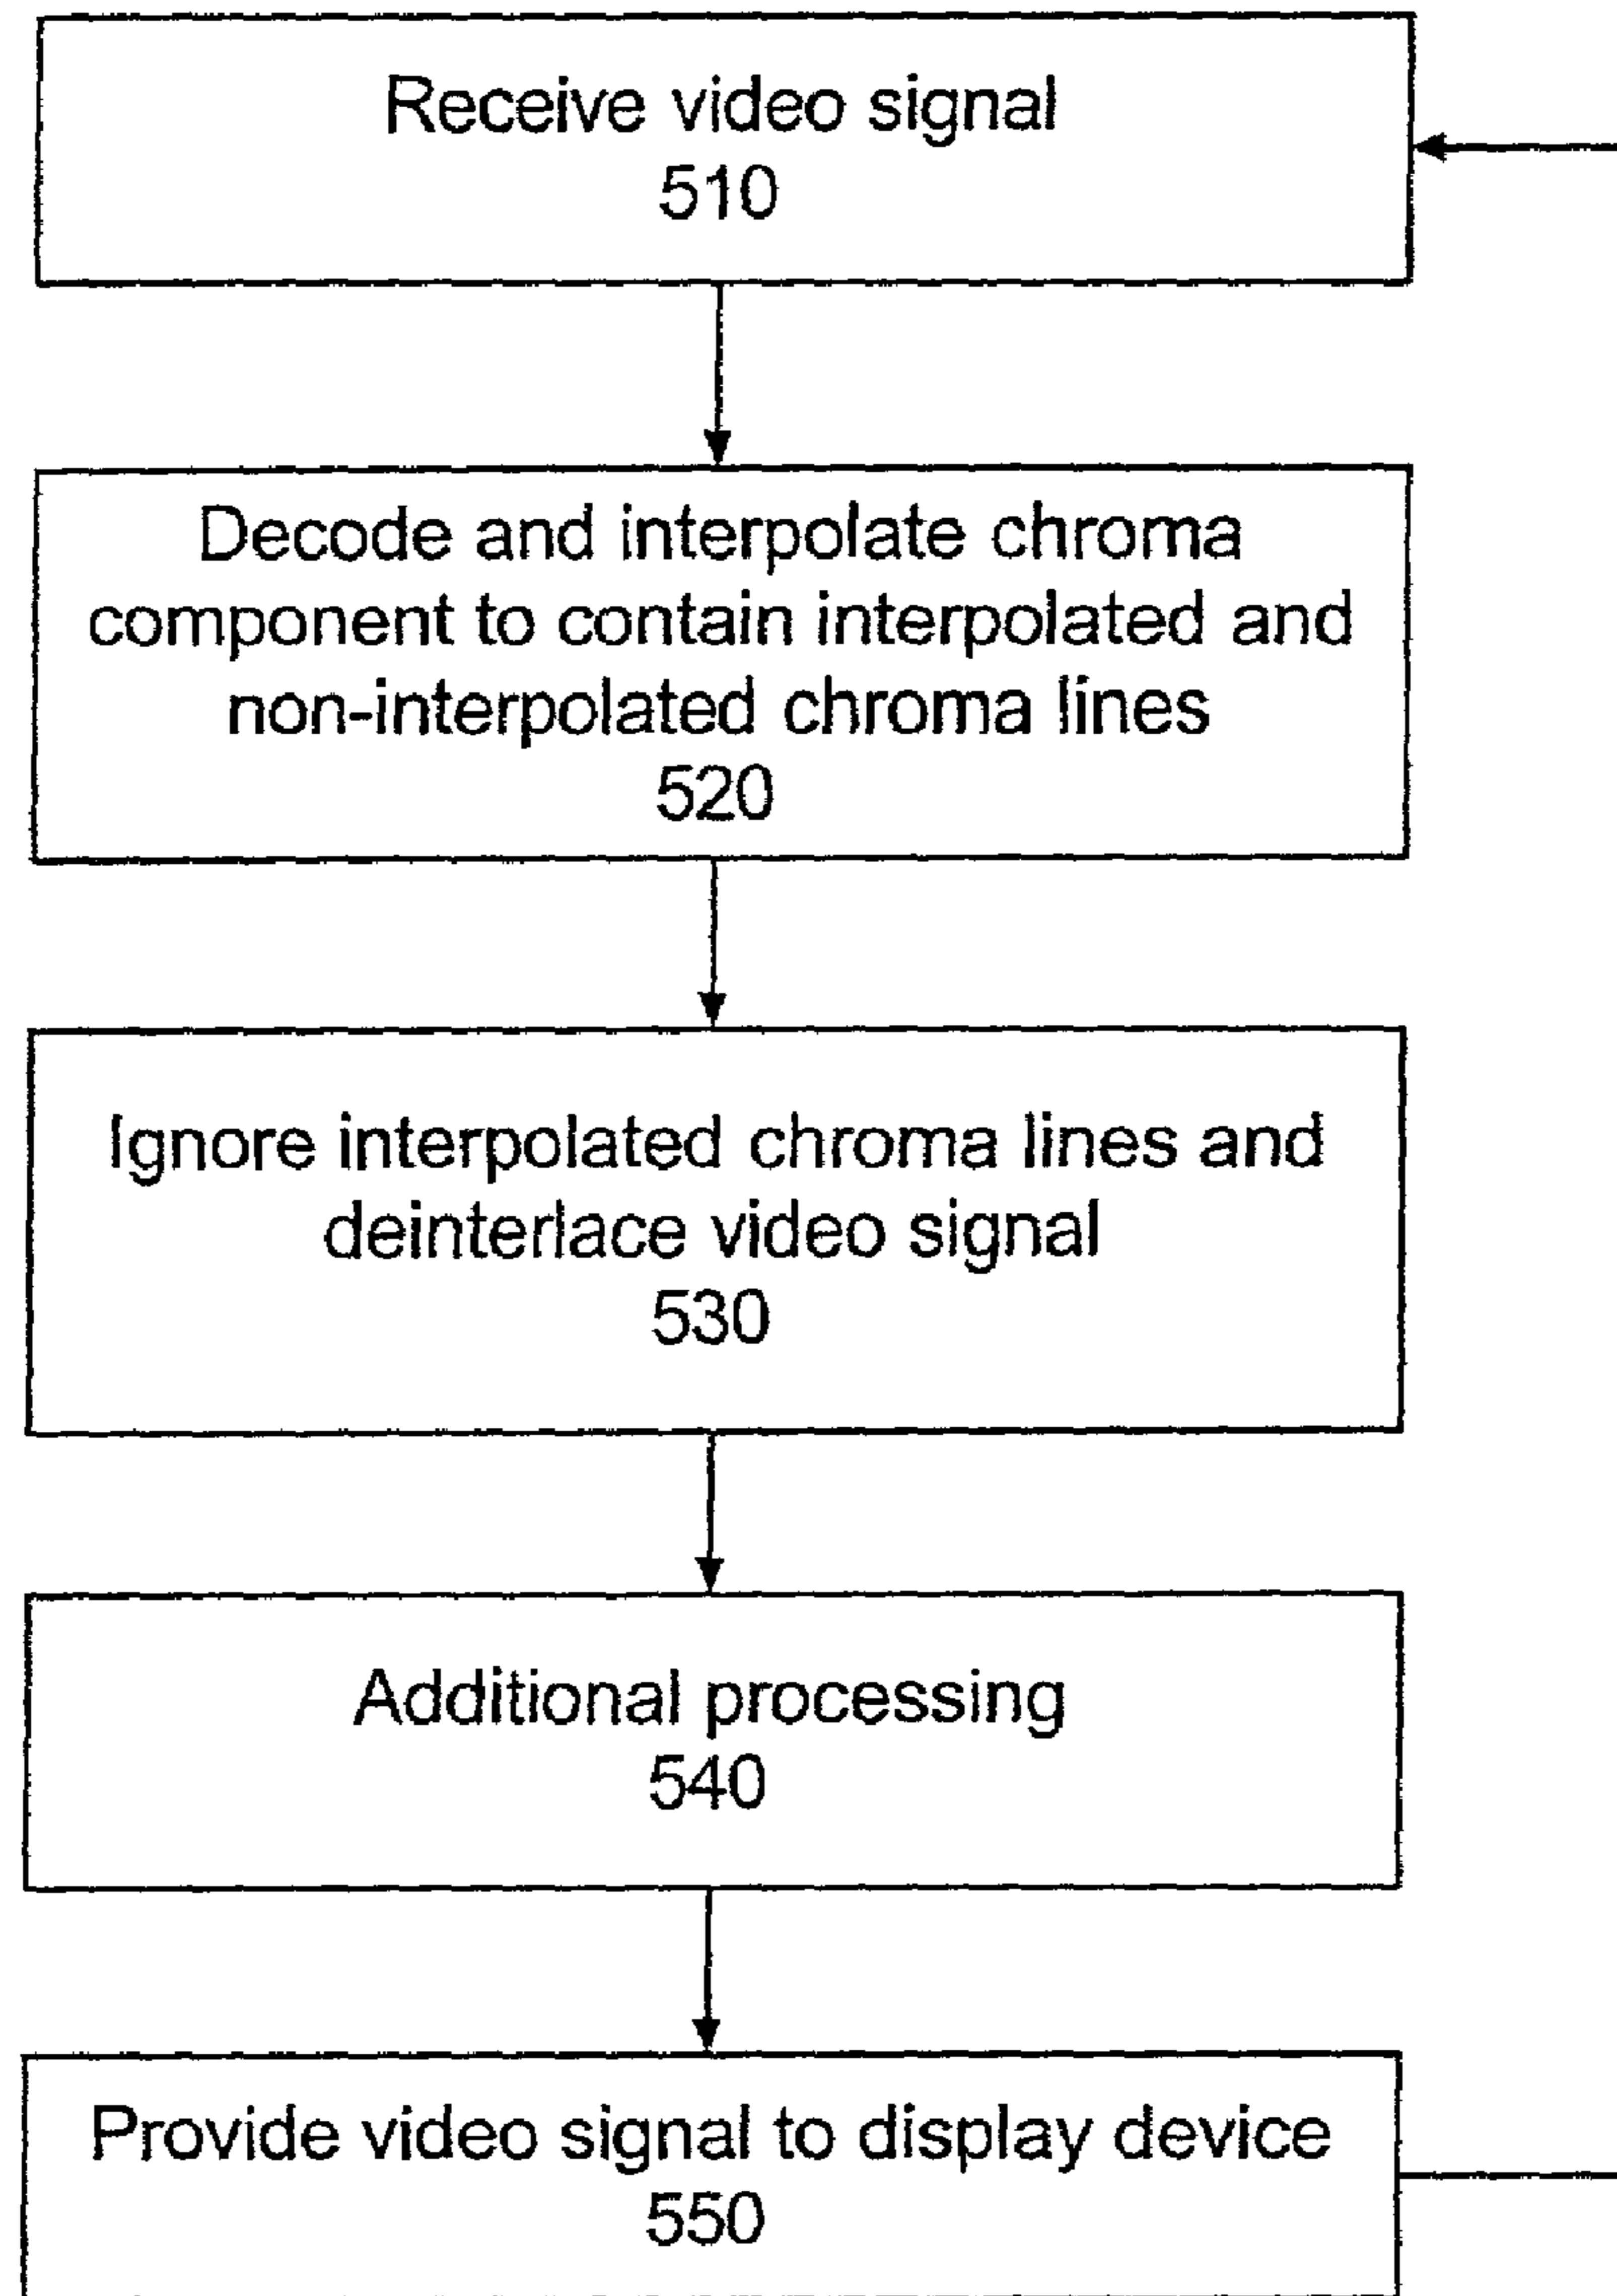 Receive video signal
510
Decode and interpolate chroma
component to contain interpolated and
non-interpolated chroma lines
520
Ignore interpolated chroma lines and
deinterlace video signal
530
Additional processing
540
Provide video signal to display device
550